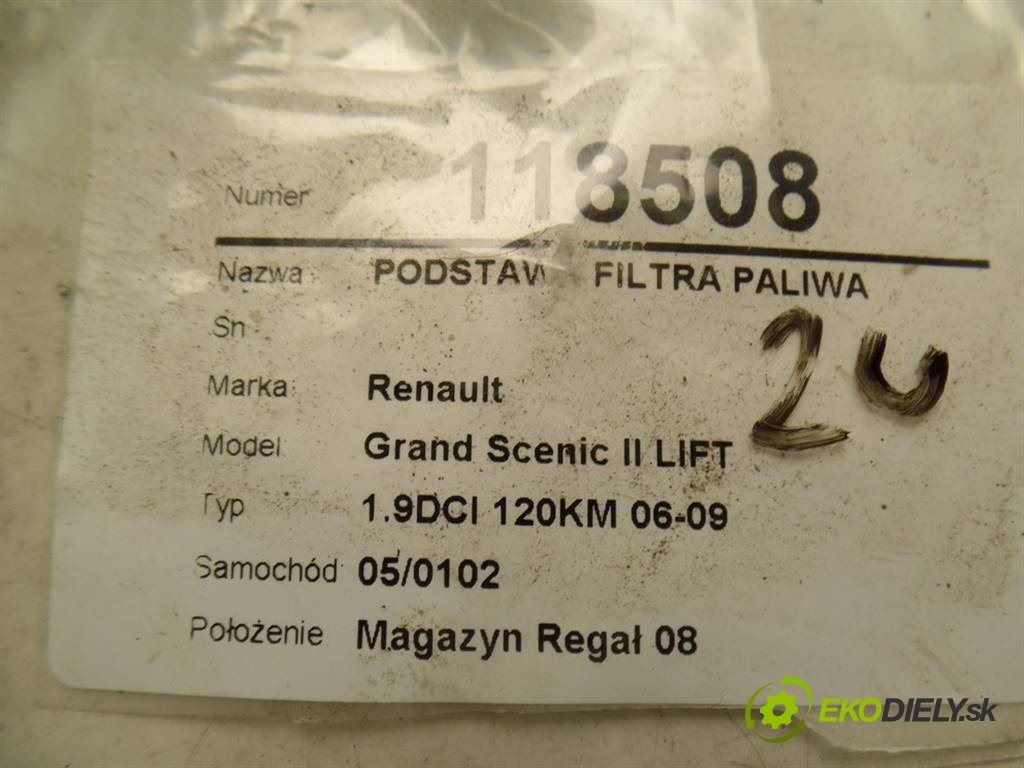 Numer 118508
Nazwa FILTRA PALIWA
Sn
Marka Renault
Model Grand Scenic II LIFT
Typ 1.9DCI 120KM 06-09
Samochód 05/0102
Położenie Magazyn Regał 08
EKODIELY.sk